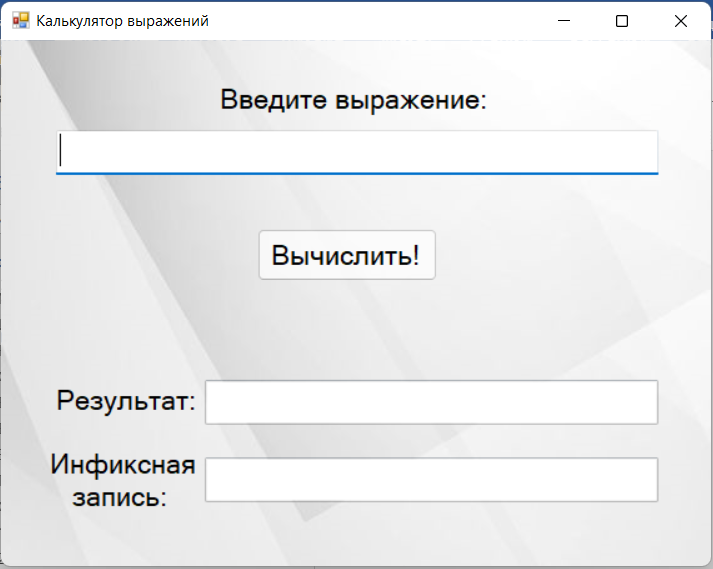 Калькулятор выражений
Введите выражение:
Вычислить!
Результат:
Инфиксная
запись: